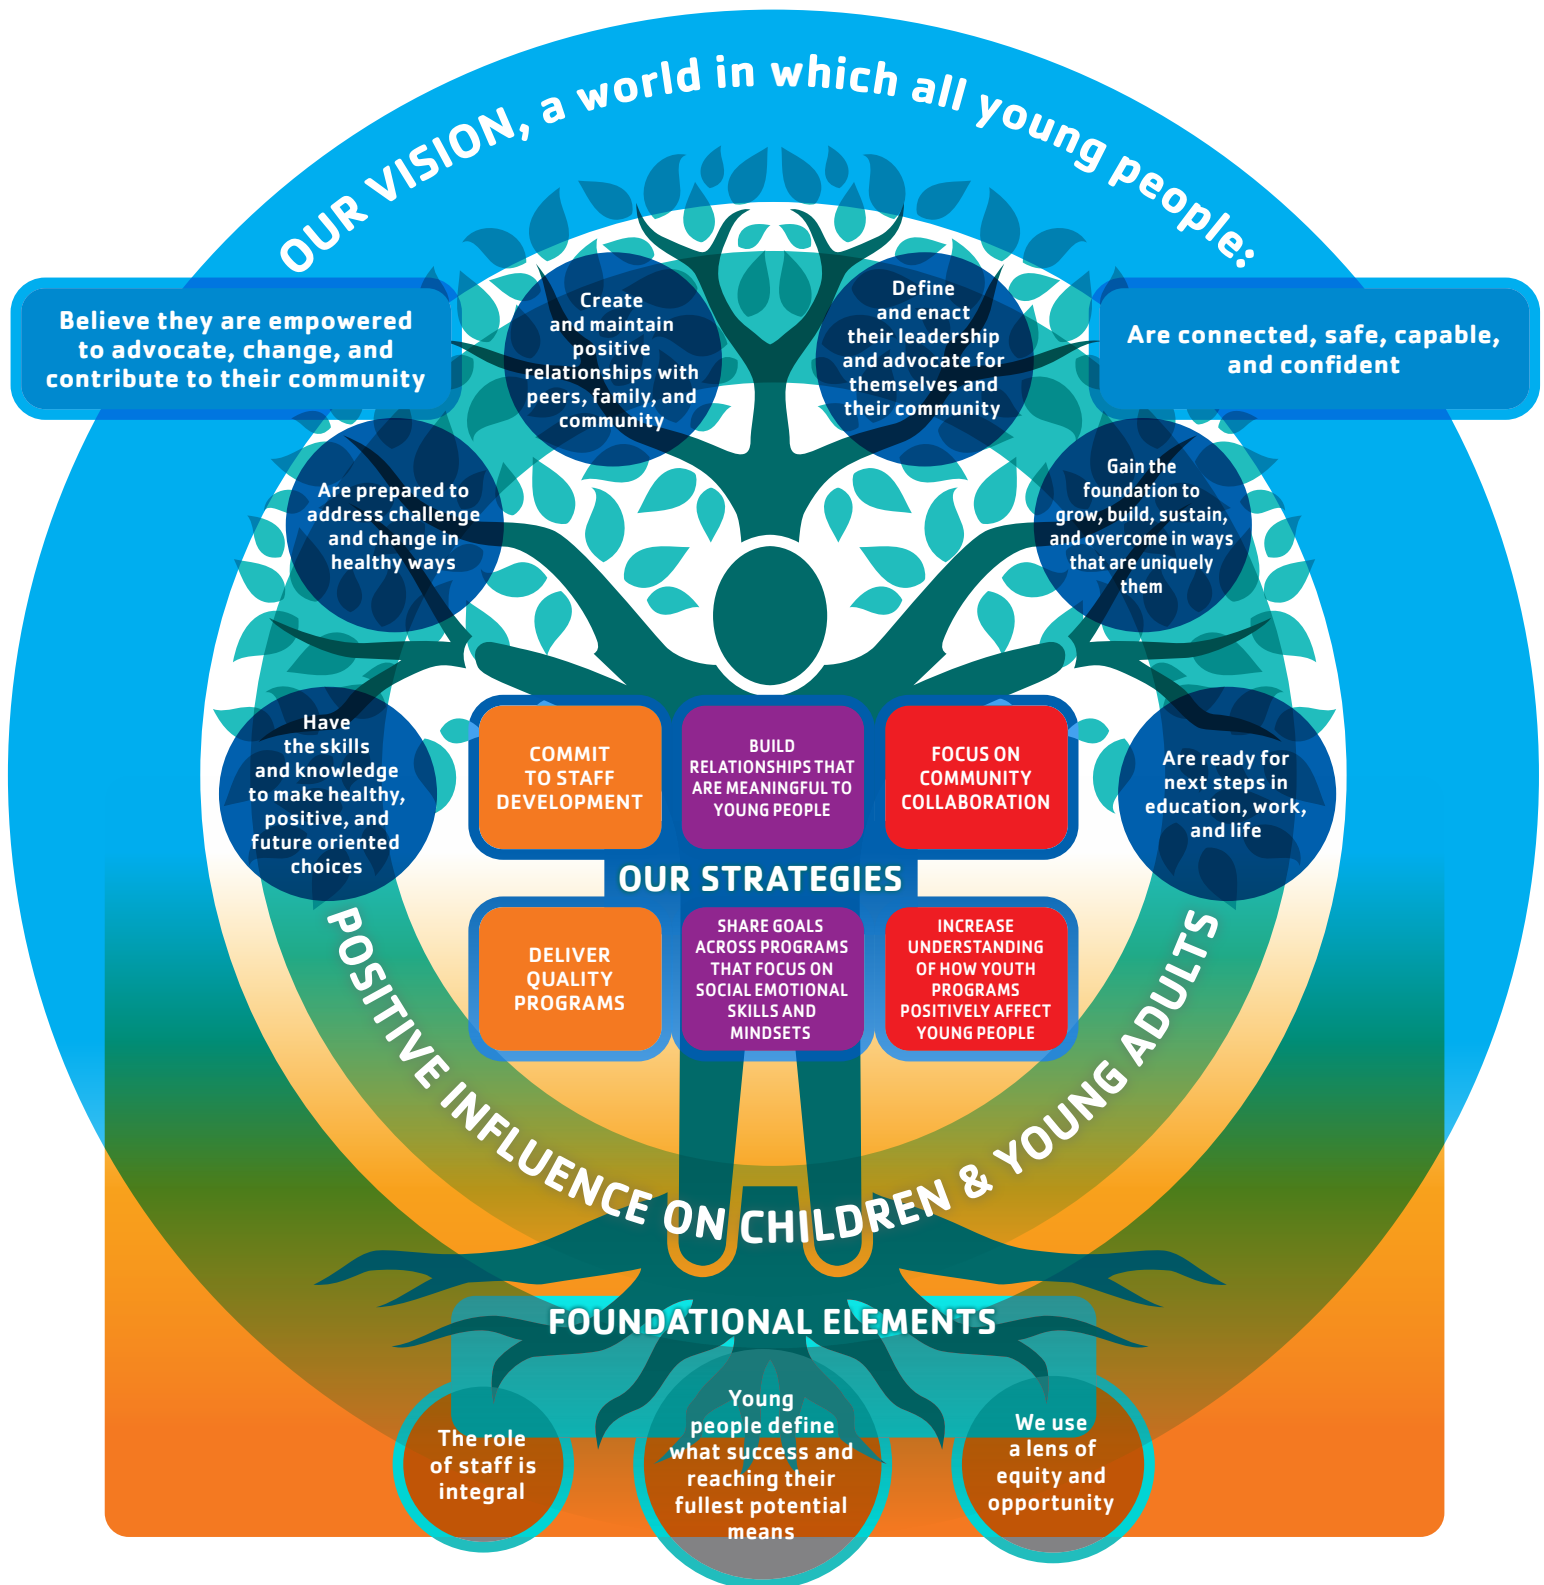 OUR VISION, a world in which all young people:
Believe they are empowered
to advocate, change, and
contribute to their community
Are connected, safe, capable,
and confident
Create
and maintain
positive
relationships with
peers, family, and
community
Define
and enact
their leadership
and advocate for
themselves and
their community
Are prepared to
address challenge
and change in
healthy ways
Gain the
foundation to
grow, build, sustain,
and overcome in ways
that are uniquely
them
Have
the skills
and knowledge
to make healthy,
positive, and
future oriented
choices
Are ready for
next steps in
education, work,
and life
COMMIT
TO STAFF
DEVELOPMENT
BUILD
RELATIONSHIPS THAT
ARE MEANINGFUL TO
YOUNG PEOPLE
FOCUS ON
COMMUNITY
COLLABORATION
OUR STRATEGIES
DELIVER
QUALITY
PROGRAMS
SHARE GOALS
ACROSS PROGRAMS
THAT FOCUS ON
SOCIAL EMOTIONAL
SKILLS AND
MINDSETS
INCREASE
UNDERSTANDING
OF HOW YOUTH
PROGRAMS
POSITIVELY AFFECT
YOUNG PEOPLE
POSITIVE INFLUENCE ON CHILDREN & YOUNG ADULTS
FOUNDATIONAL ELEMENTS
The role
of staff is
integral
Young
people define
what success and
reaching their
fullest potential
means
We use
a lens of
equity and
opportunity